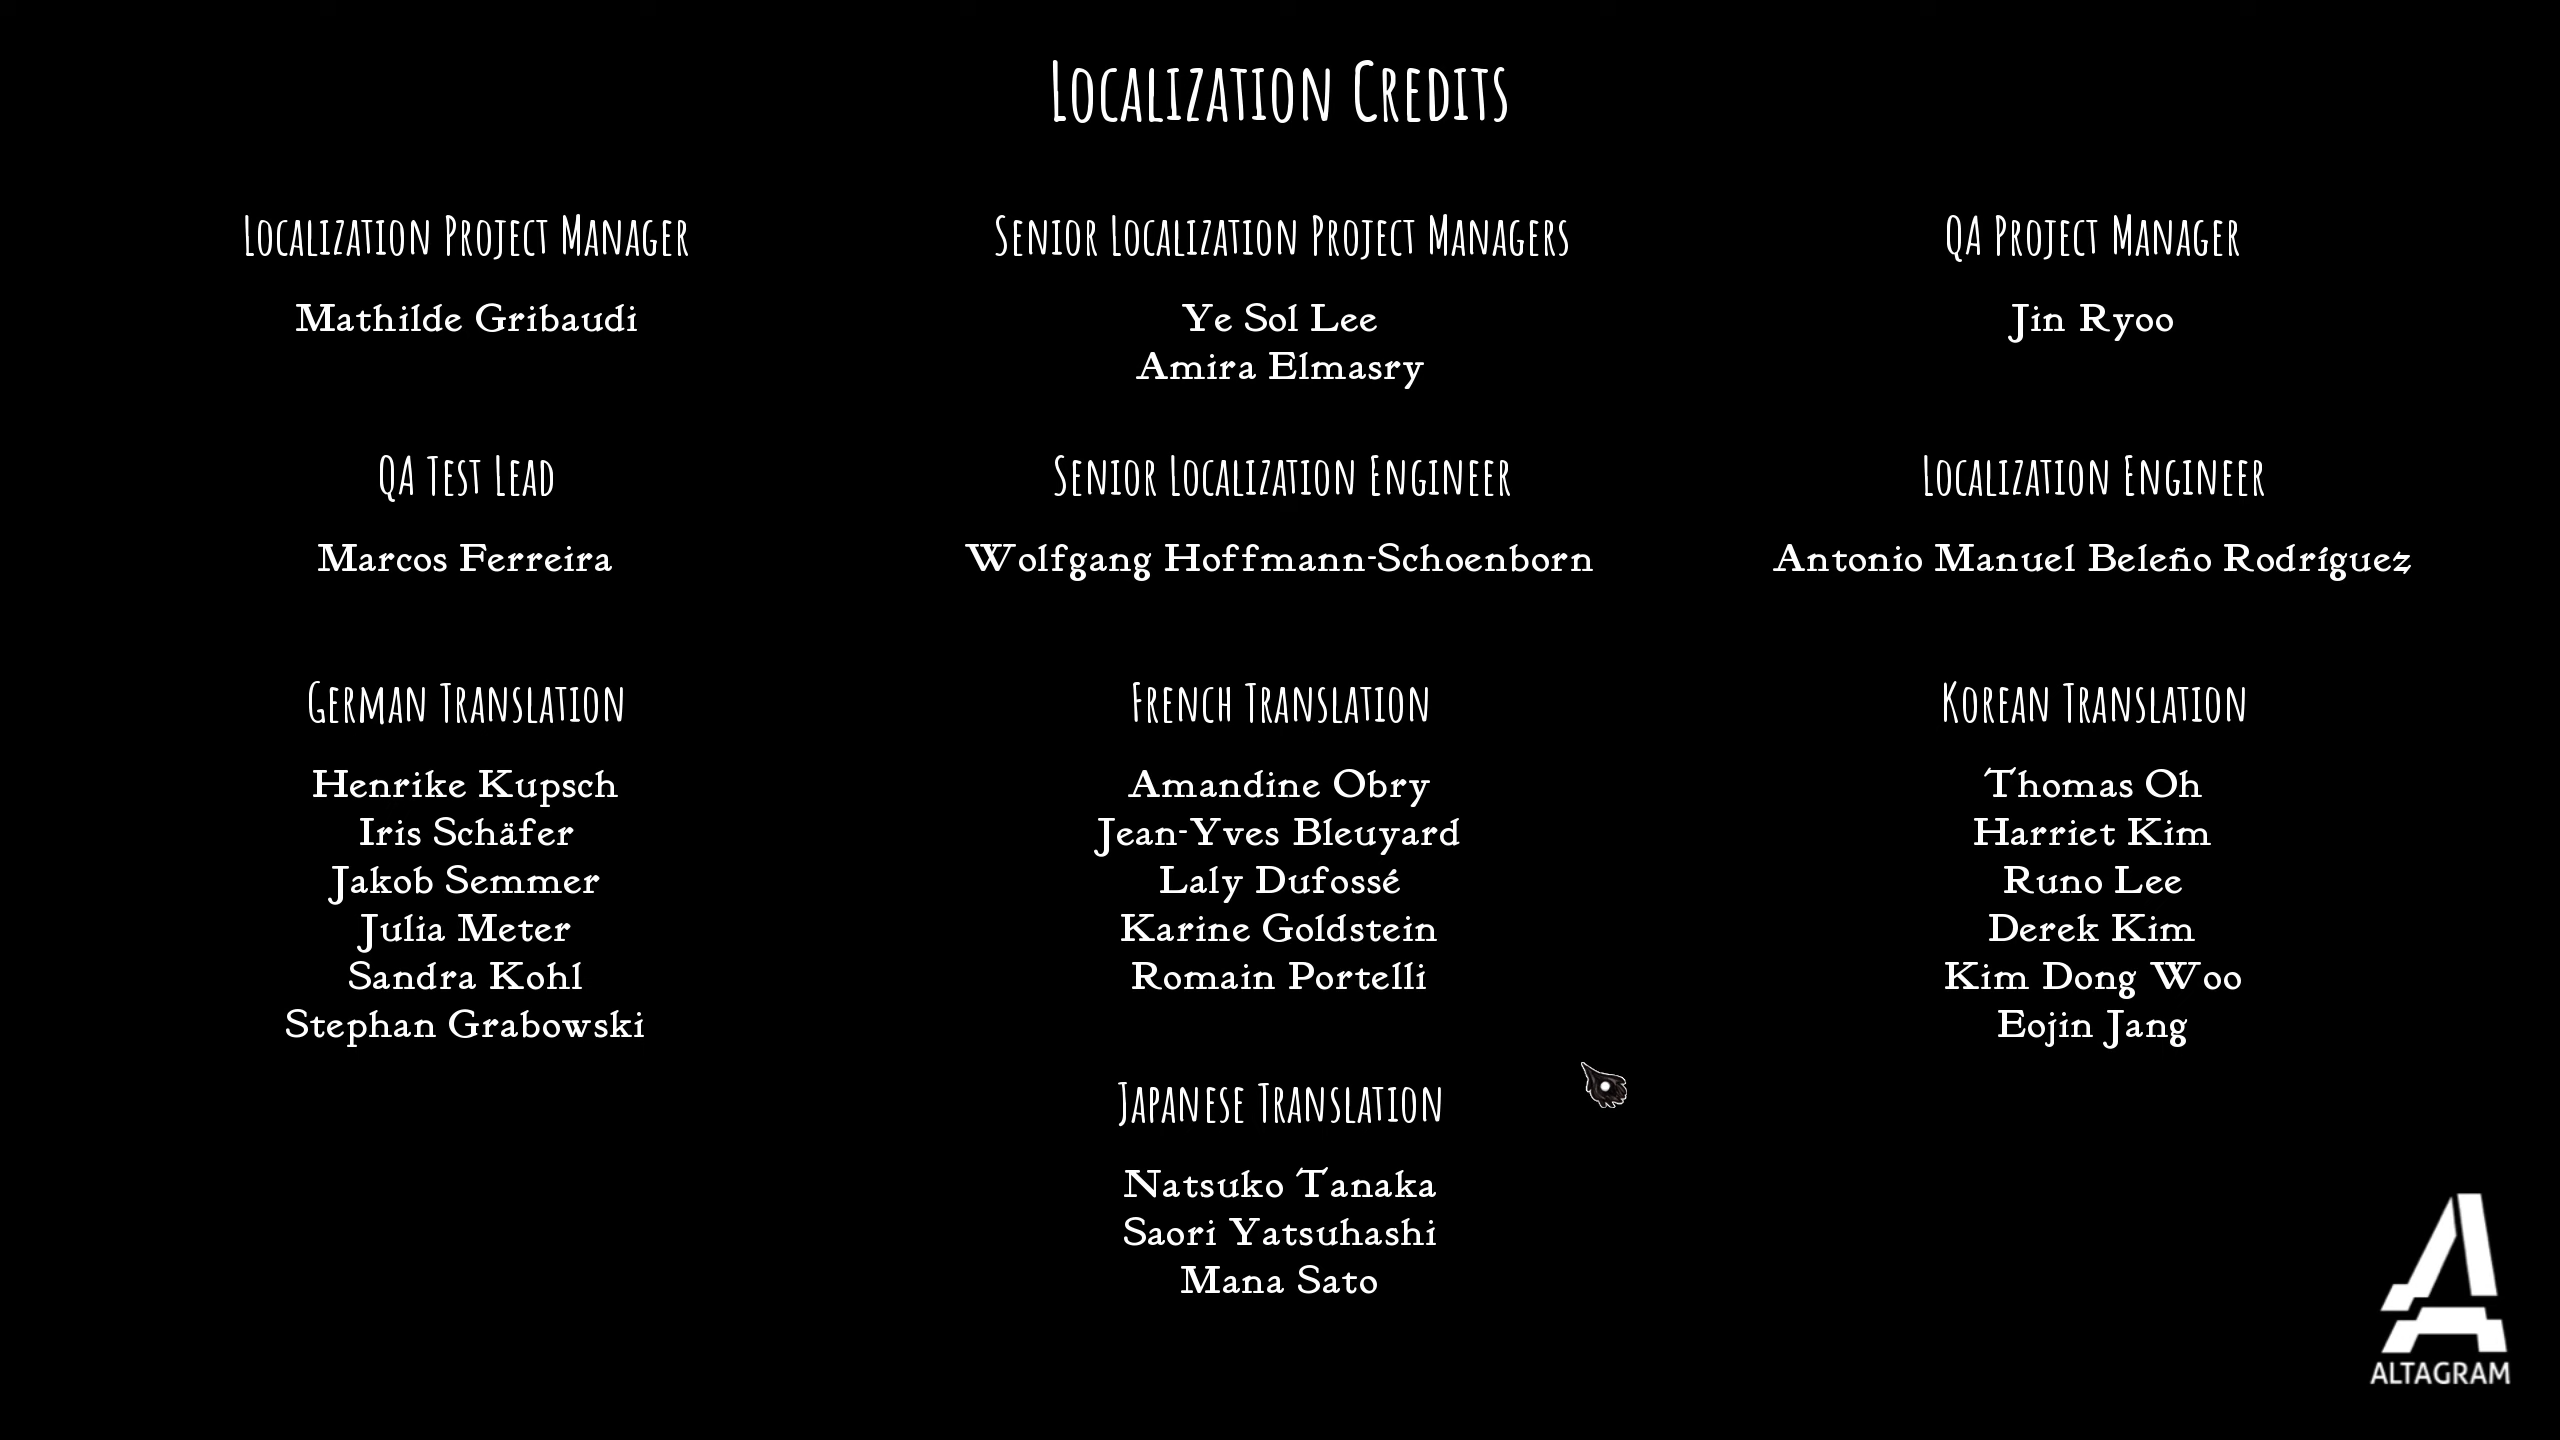 Localization Credits
Localization Project Manager
Mathilde Gribaudi
Senior Localization Project Managers
Ye Sol Lee
Amira Elmasry
QA Project Manager
Jin Ryoo
QA Test Lead
Marcos Ferreira
Senior Localization Engineer
Wolfgang Hoffmann-Schoenborn
Localization Engineer
Antonio Manuel Beleño Rodríguez
German Translation
Henrike Kupsch
Iris Schäfer
Jakob Semmer
Julia Meter
Sandra Kohl
Stephan Grabowski
French Translation
Amandine Obry
Jean-Yves Bleuyard
Laly Dufossé
Karine Goldstein
Romain Portelli
Korean Translation
Thomas Oh
Harriet Kim
Runo Lee
Derek Kim
Kim Dong Woo
Eojin Jang
Japanese Translation
Natsuko Tanaka
Saori Yatsuhashi
Mana Sato
ALTAGRAM